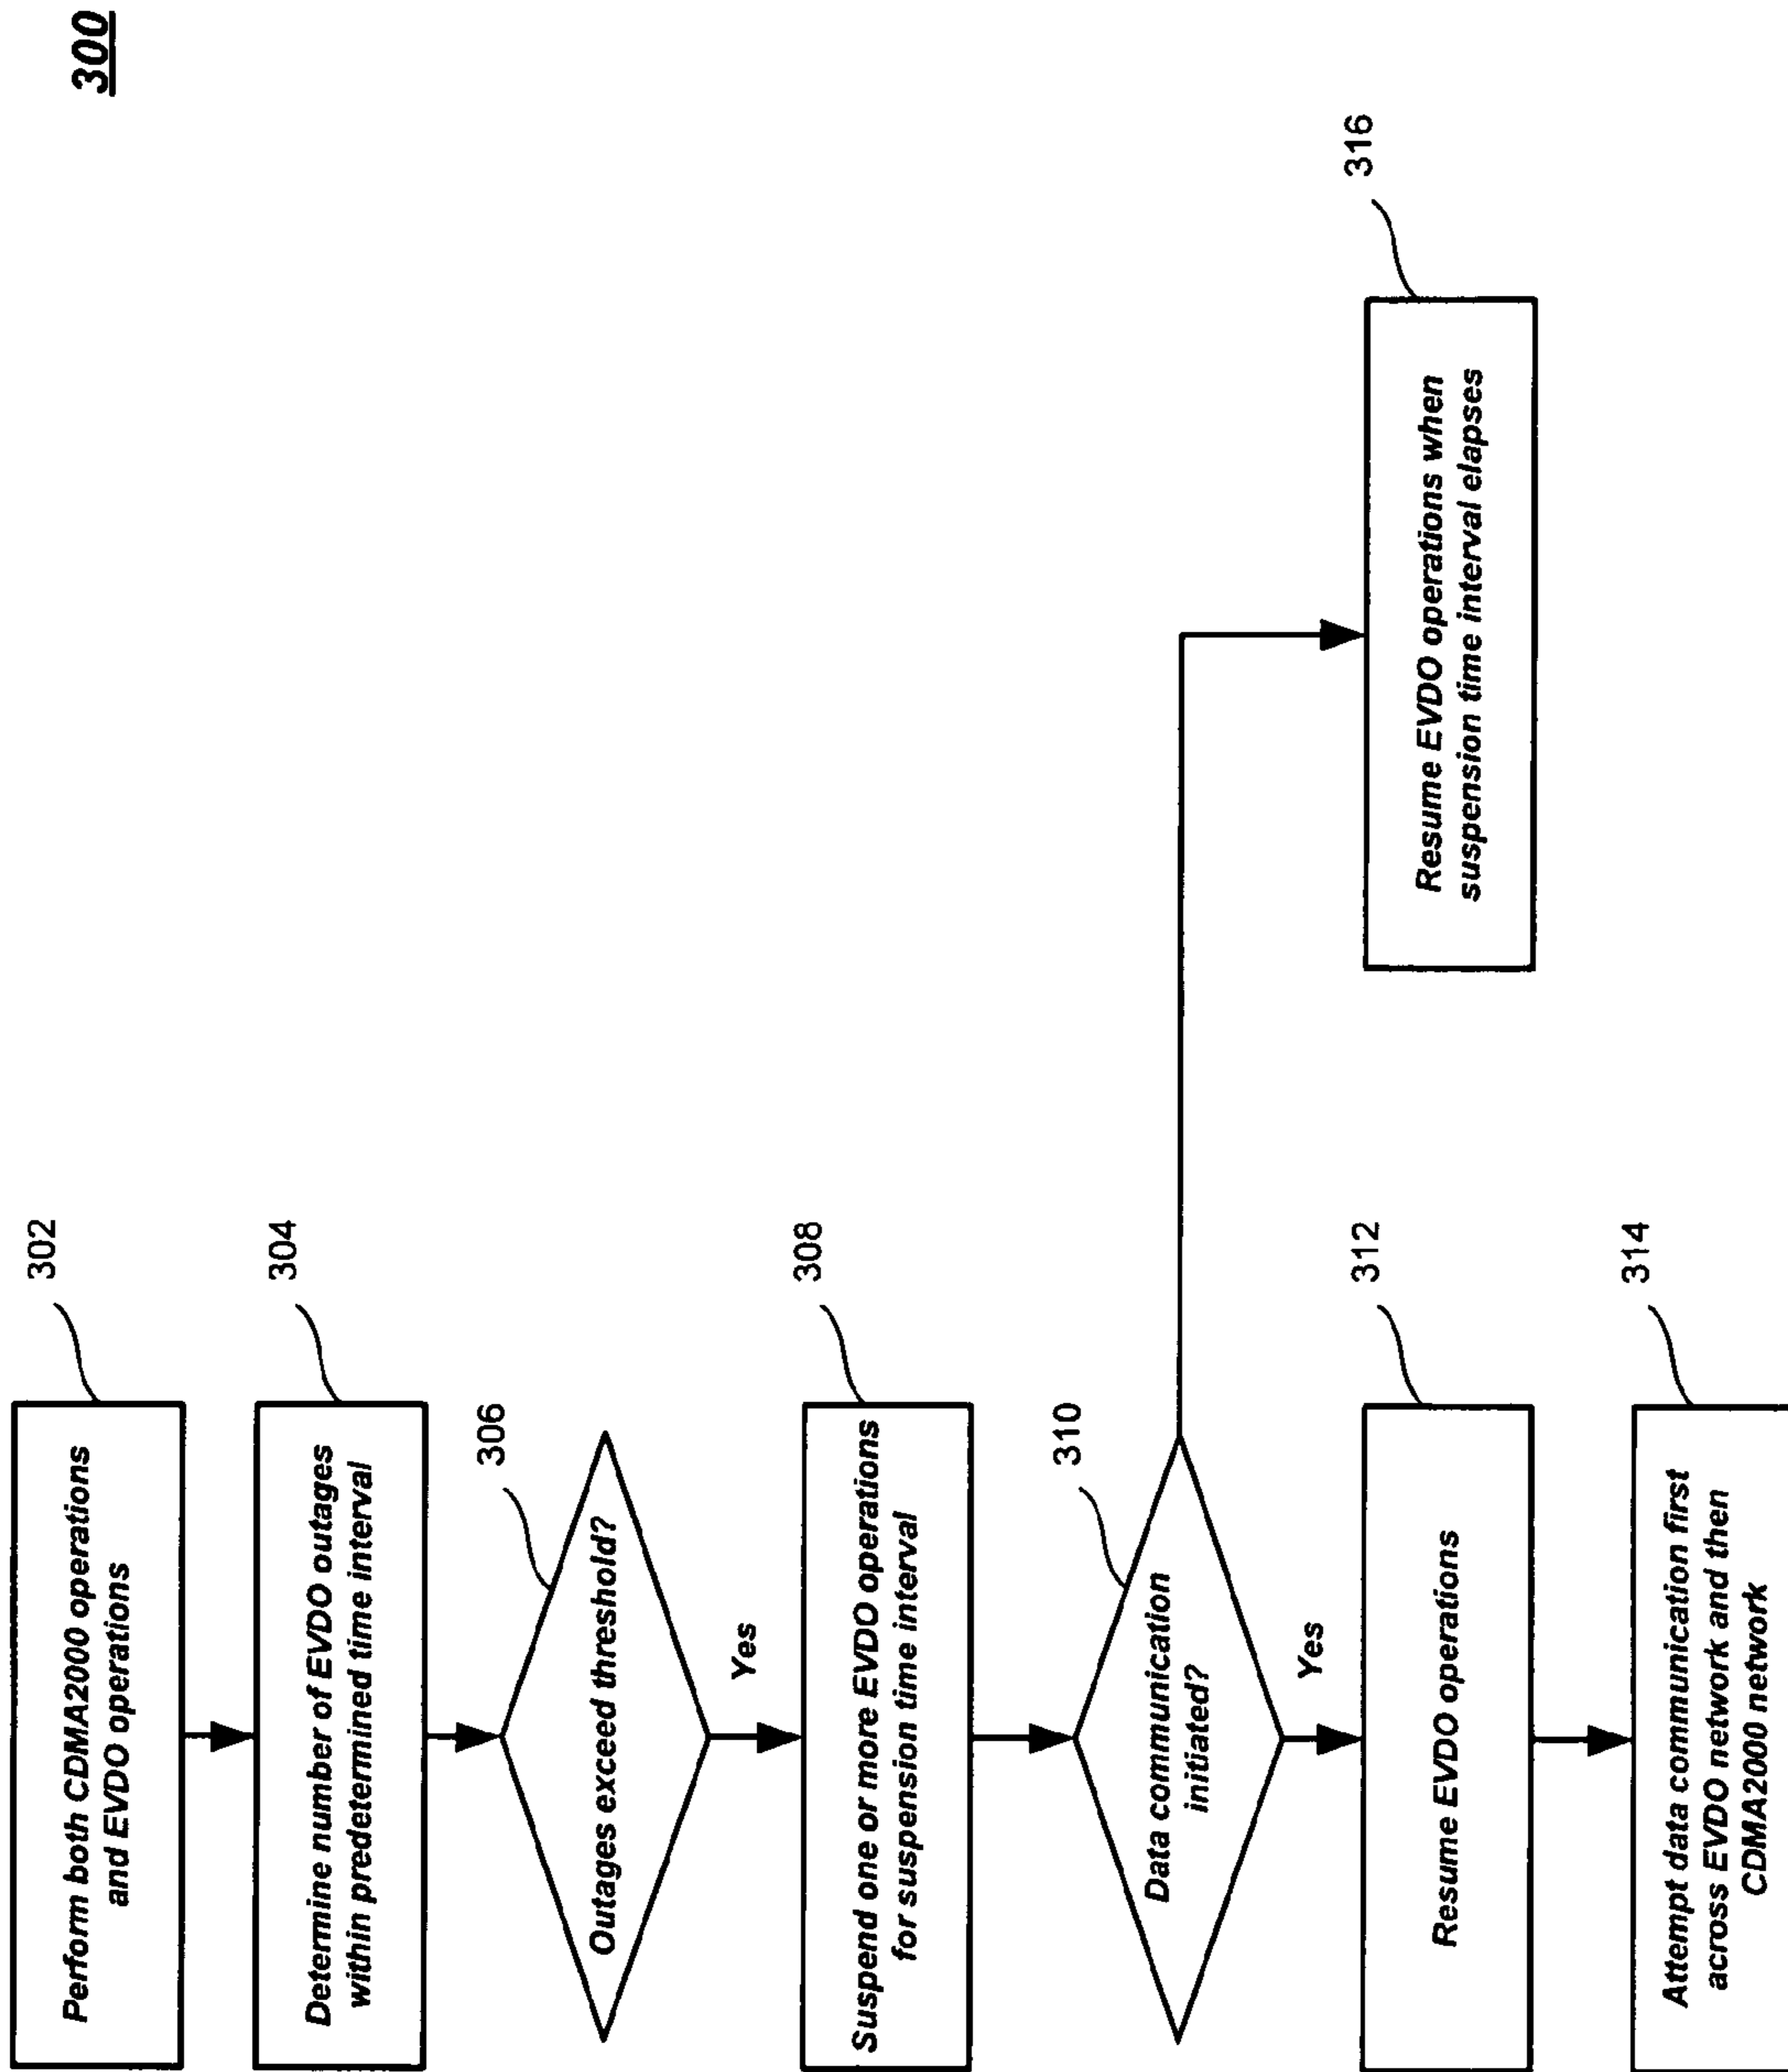 300
302
Perform both CDMA2000 operations
and EVDO operations
304
Determine number of EVDO outages
within predetermined time interval
306
Outages exceed threshold?
Yes
308
Suspend one or more EVDO operations
for suspension time interval
310
Data communication
initiated?
Yes
312
Resume EVDO operations
314
Attempt data communication first
across EVDO network and then
CDMA2000 network
316
Resume EVDO operations when
suspension time interval elapses